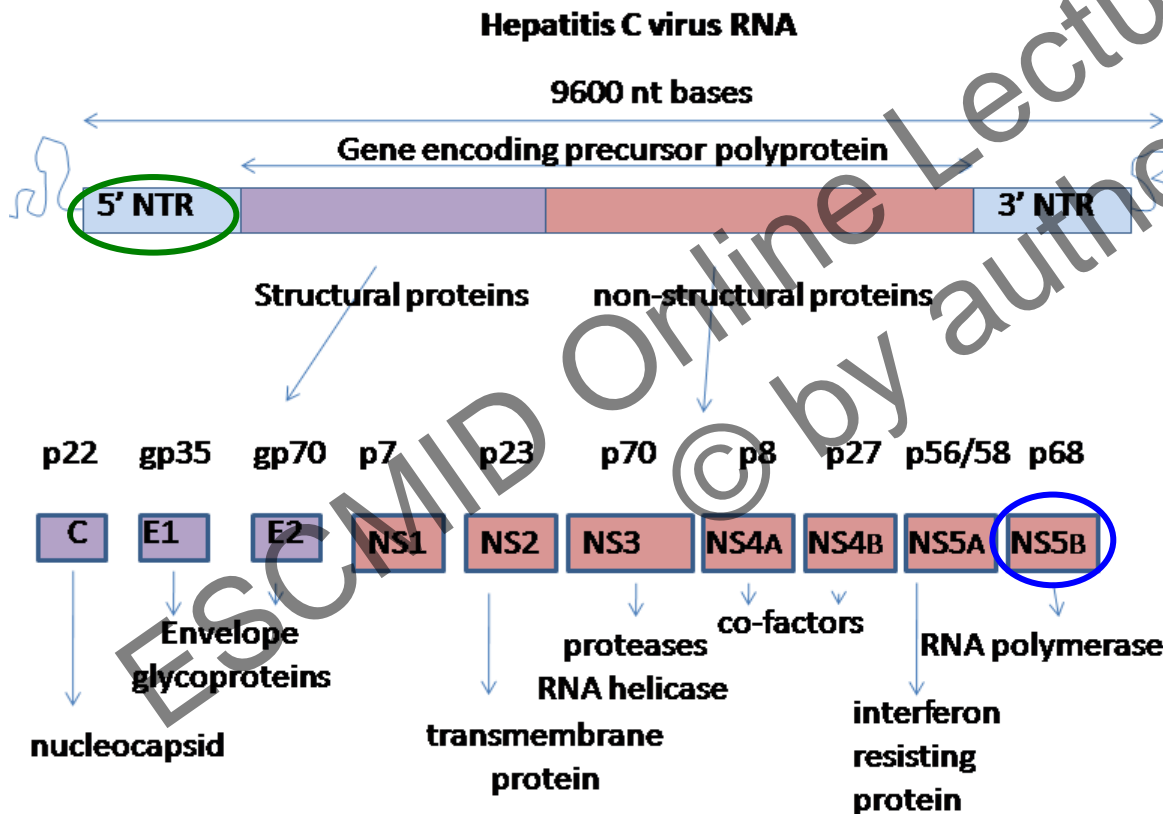 Hepatitis C virus RNA
9600 nt bases
Gene encoding precursor polyprotein
5’ NTR
3’ NTR
Structural proteins
non-structural proteins
p22 gp35 gp70 p7 p23 p70 p8 p27 p56/58 p68
C E1 E2 NS1 NS2 NS3 NS4A NS4B NS5A NS5B
Envelope
glycoproteins
nucleocapsid
transmembrane
protein
proteases
RNA helicase
co-factors
interferon
resisting
protein
RNA polymerase
ESCMID Online
© by